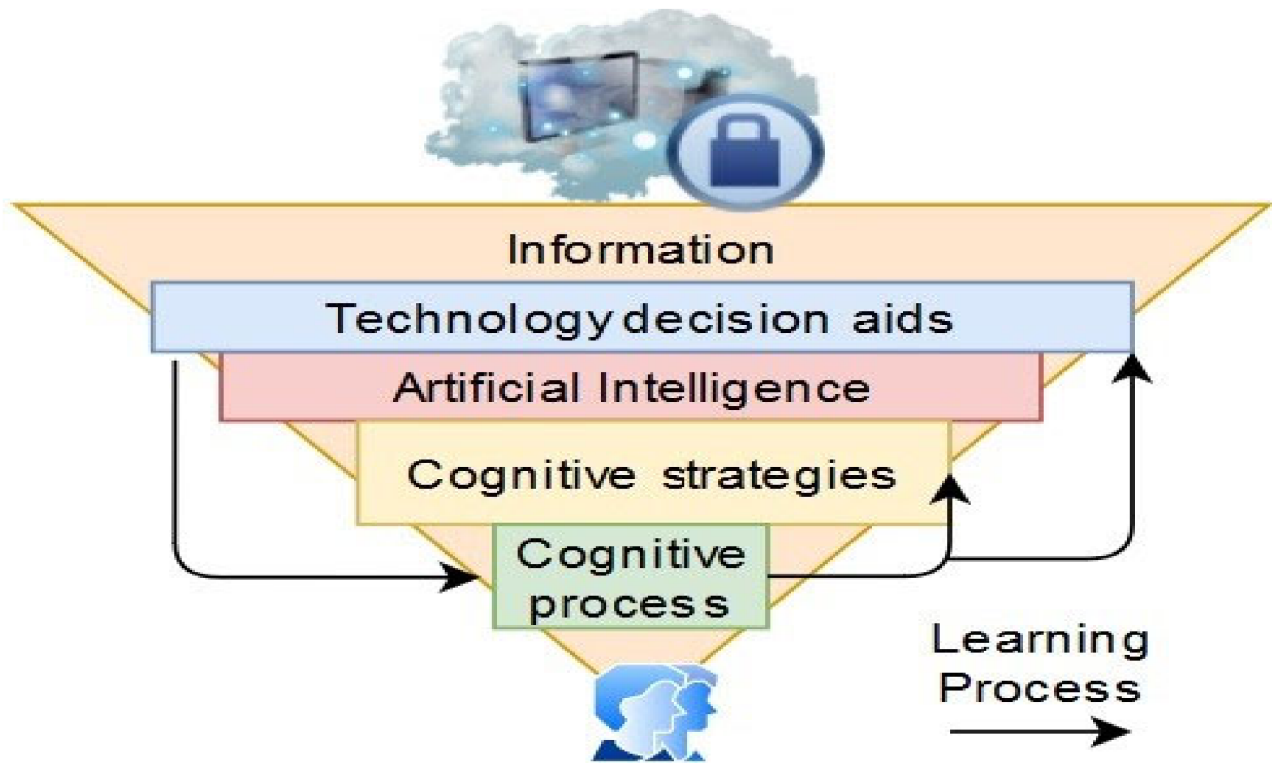 Information
Technology decision aids
Artificial Intelligence
Cognitive strategies
Cognitive
process
Learning
Process